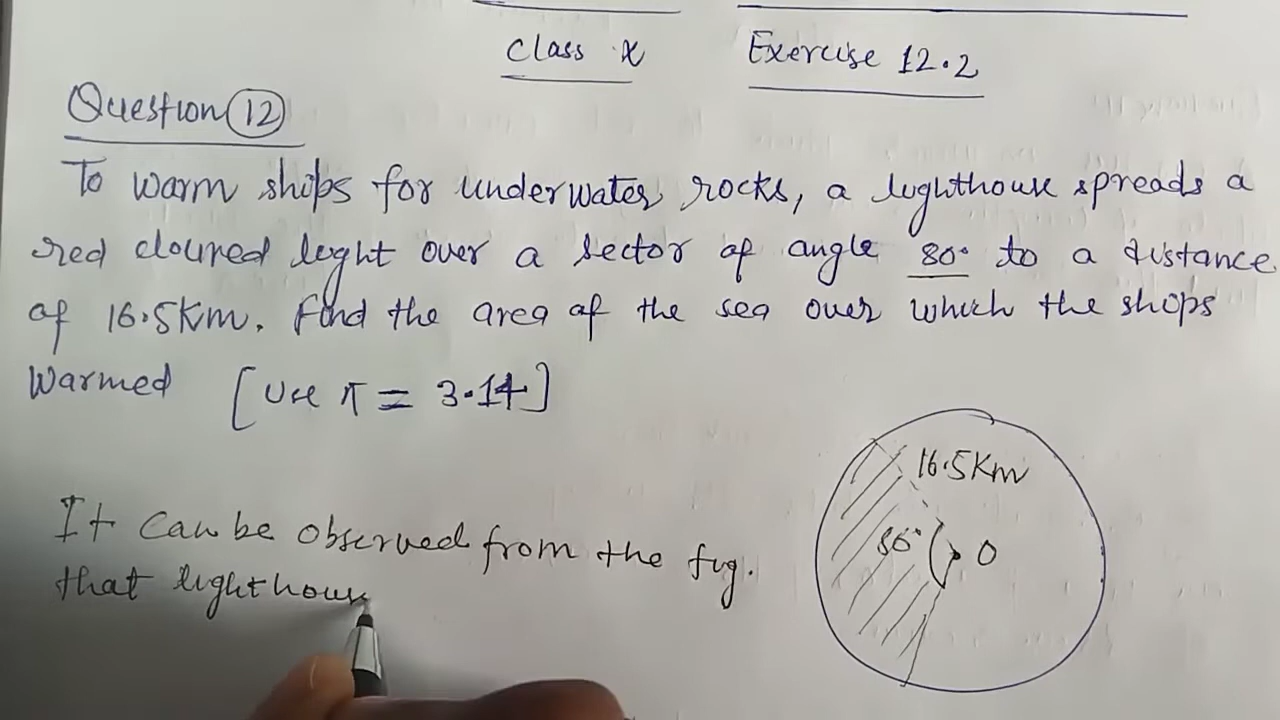 Class X Exercise 12.2
Question 12
To warm ships for underwater rocks, a lighthouse spreads a
red cloured light over a sector of angle 80° to a distance
of 16.5Km. Find the area of the sea over which the ships
warmed [Use π = 3.14]
16.5Km
80° O
It can be observed from the fig.
that lighthouse